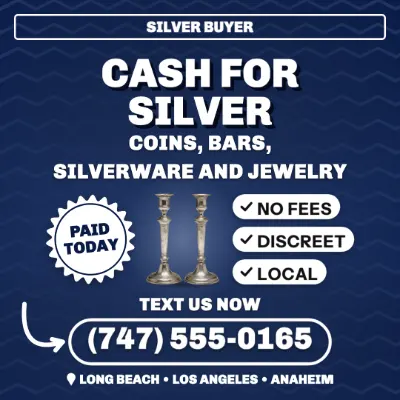 SILVER BUYER
CASH FOR
SILVER
COINS, BARS,
SILVERWARE AND JEWELRY
PAID
TODAY
NO FEES
DISCREET
LOCAL
TEXT US NOW
(747) 555-0165
LONG BEACH • LOS ANGELES • ANAHEIM